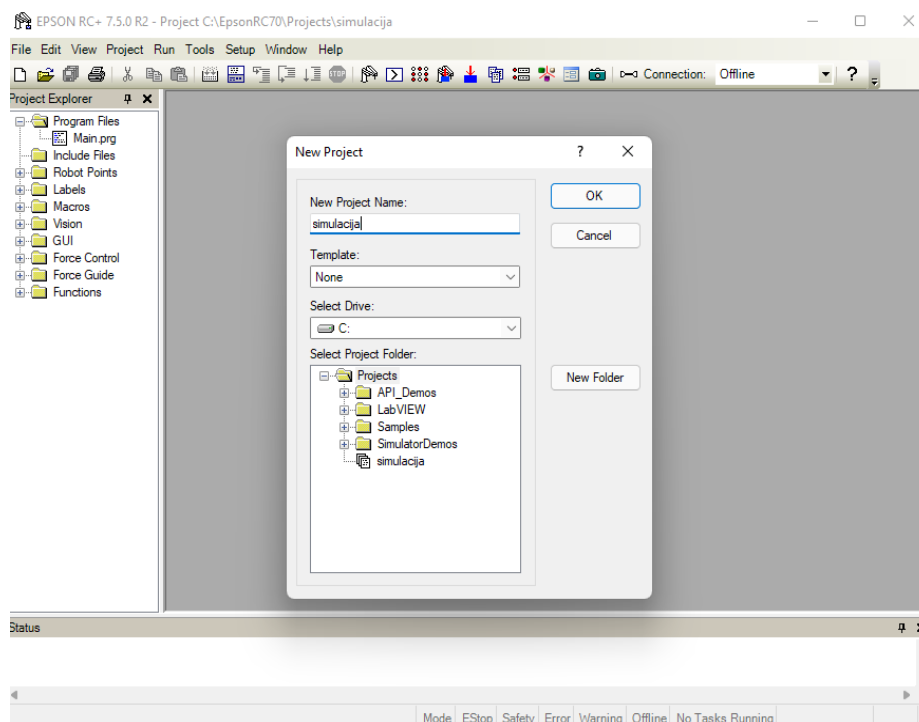 EPSON RC+ 7.5.0 R2 - Project C:\EpsonRC70\Projects\simulacija
File Edit View Project Run Tools Setup Window Help
Connection: Offline
Project Explorer
Program Files
Main.prg
Include Files
Robot Points
Labels
Macros
Vision
GUI
Force Control
Force Guide
Functions
New Project
New Project Name:
simulacija
Template:
None
Select Drive:
C:
Select Project Folder:
Projects
API_Demos
LabVIEW
Samples
SimulatorDemos
simulacija
OK
Cancel
New Folder
Status
Mode EStop Safety Error Warning Offline No Tasks Running